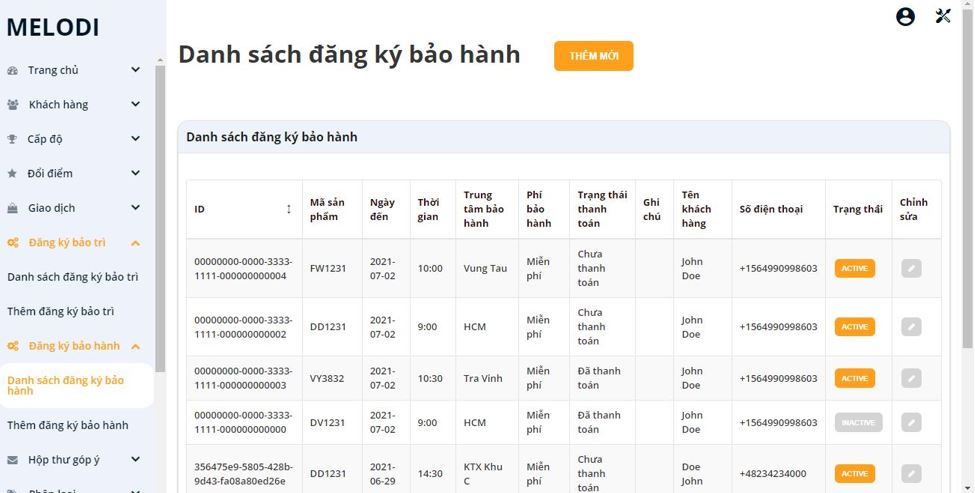 MELODI
Trang chủ
Khách hàng
Cấp độ
Đổi điểm
Giao dịch
Đăng ký bảo trì
Danh sách đăng ký bảo trì
Thêm đăng ký bảo trì
Đăng ký bảo hành
Danh sách đăng ký bảo
hành
Thêm đăng ký bảo hành
Hộp thư góp ý
Phân loại
Danh sách đăng ký bảo hành
THÊM MỚI
Danh sách đăng ký bảo hành
ID
Mã sản
phẩm
Ngày
đến
Thời
gian
Trung
tâm bảo
hành
Phí
bảo
hành
Trạng thái
thanh
toán
Ghi
chú
Tên
khách
hàng
Số điện thoại
Trạng thái
Chỉnh
sửa
00000000-0000-3333-
1111-000000000004
FW1231
2021-
07-02
10:00
Vung Tau
Miễn
phí
Chưa
thanh
toán
John
Doe
+1564990998603
ACTIVE
00000000-0000-3333-
1111-000000000002
DD1231
2021-
07-02
9:00
HCM
Miễn
phí
Chưa
thanh
toán
John
Doe
+1564990998603
ACTIVE
00000000-0000-3333-
1111-000000000003
VY3832
2021-
07-02
10:30
Tra Vinh
Miễn
phí
Đã thanh
toán
John
Doe
+1564990998603
ACTIVE
00000000-0000-3333-
1111-000000000000
DV1231
2021-
07-02
9:00
HCM
Miễn
phí
Đã thanh
toán
John
Doe
+1564990998603
INACTIVE
356475e9-5805-428b-
9d43-fa08a80ed26e
DD1231
2021-
06-29
14:30
KTX Khu
C
Miễn
phí
Chưa
thanh
toán
Doe
John
+48234234000
ACTIVE